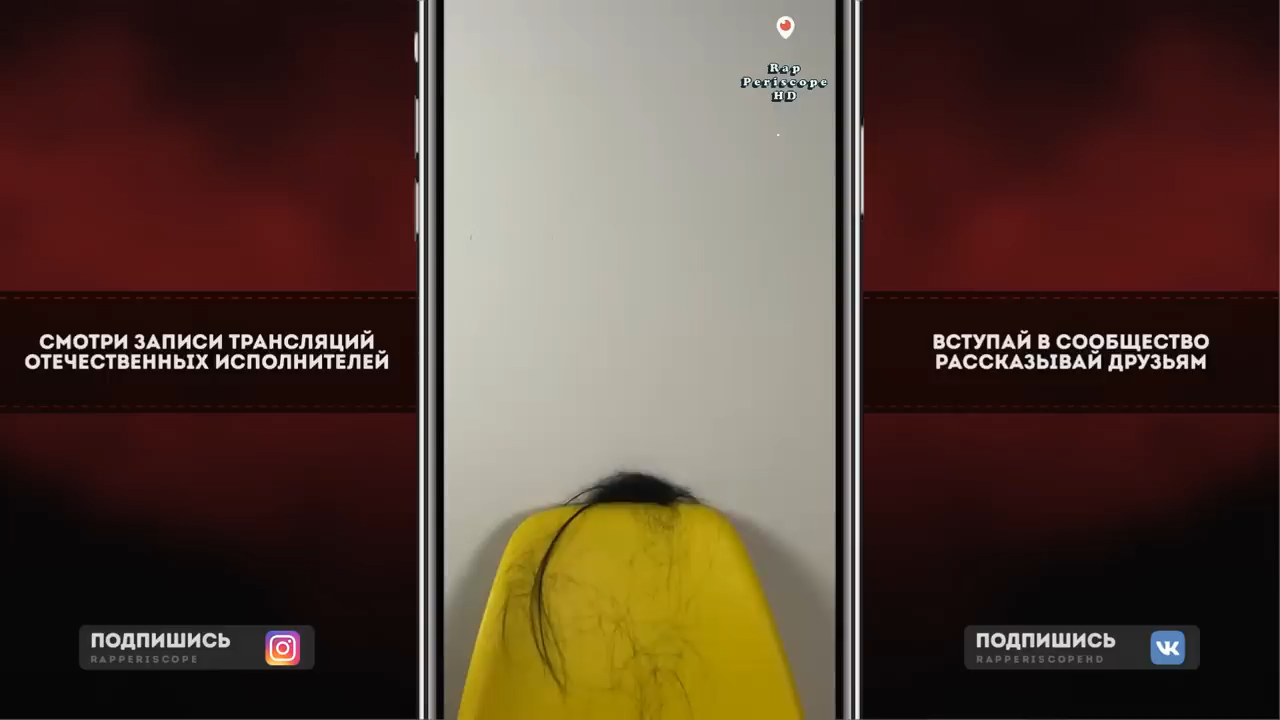 Rap
Periscope
HD
СМОТРИ ЗАПИСИ ТРАНСЛЯЦИЙ
ОТЕЧЕСТВЕННЫХ ИСПОЛНИТЕЛЕЙ
ВСТУПАЙ В СООБЩЕСТВО
РАССКАЗЫВАЙ ДРУЗЬЯМ
ПОДПИШИСЬ
RAPPERISCOPE
ПОДПИШИСЬ
RAPPERISCOPEHD